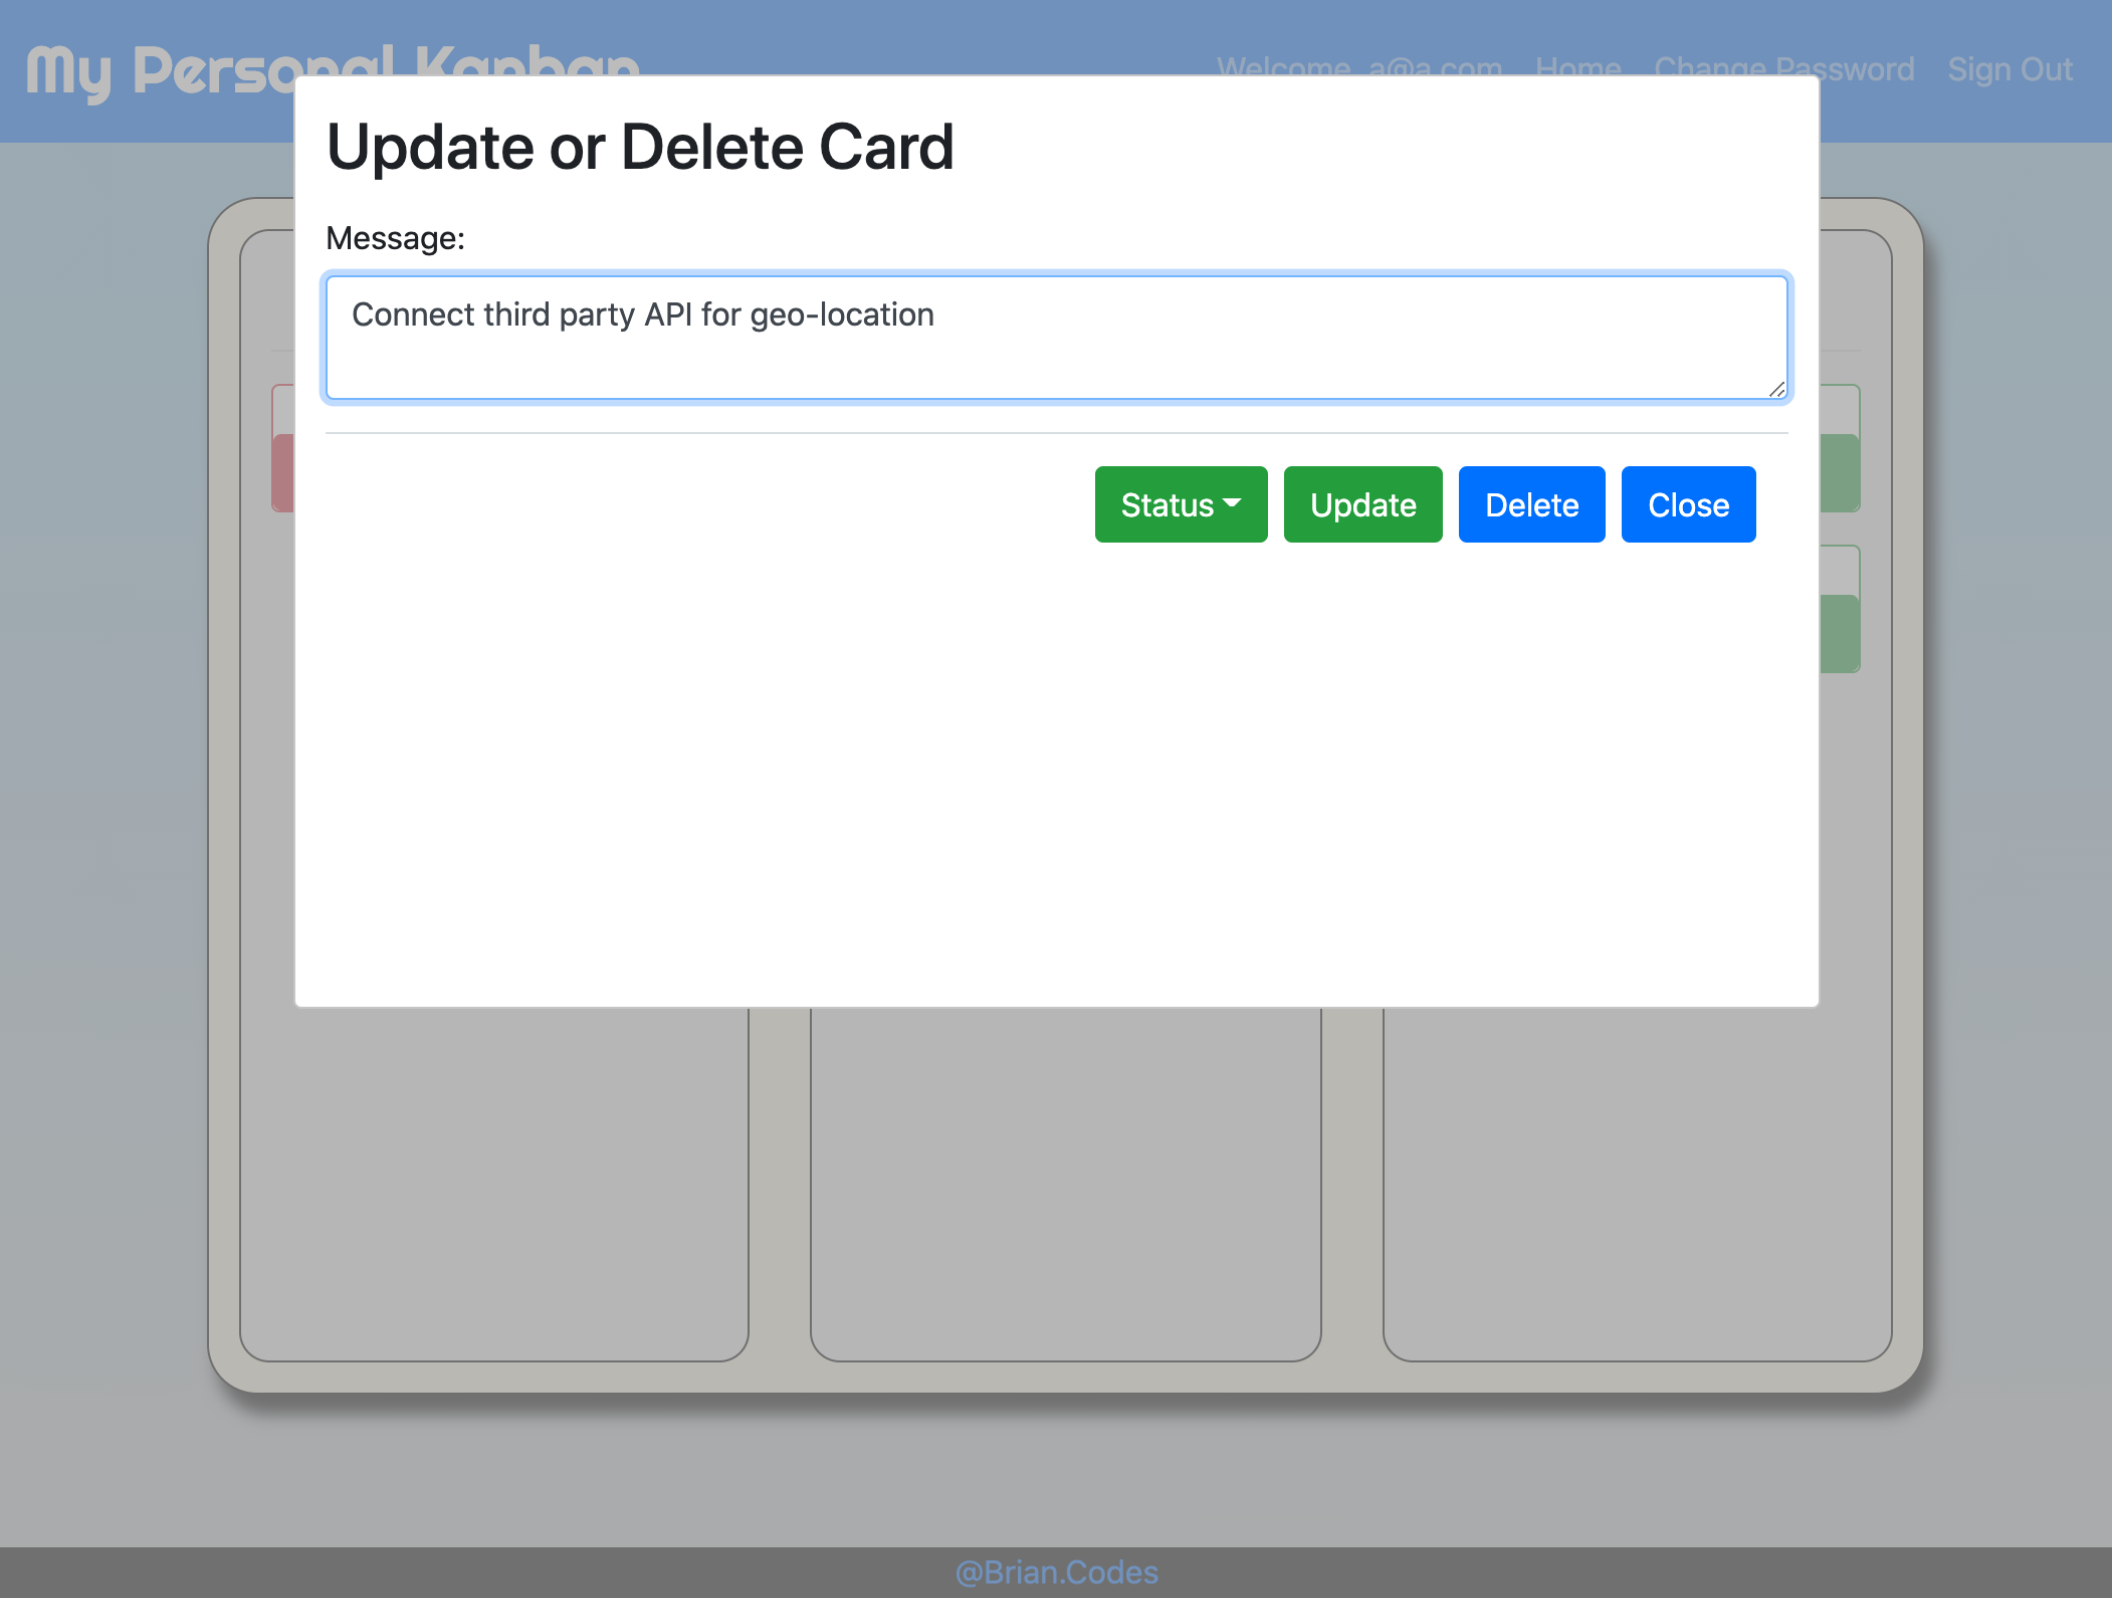 My Personal Kanban
Welcome, a@a.com Home Change Password Sign Out
Update or Delete Card
Message:
Connect third party API for geo-location
Status Update Delete Close
@Brian.Codes